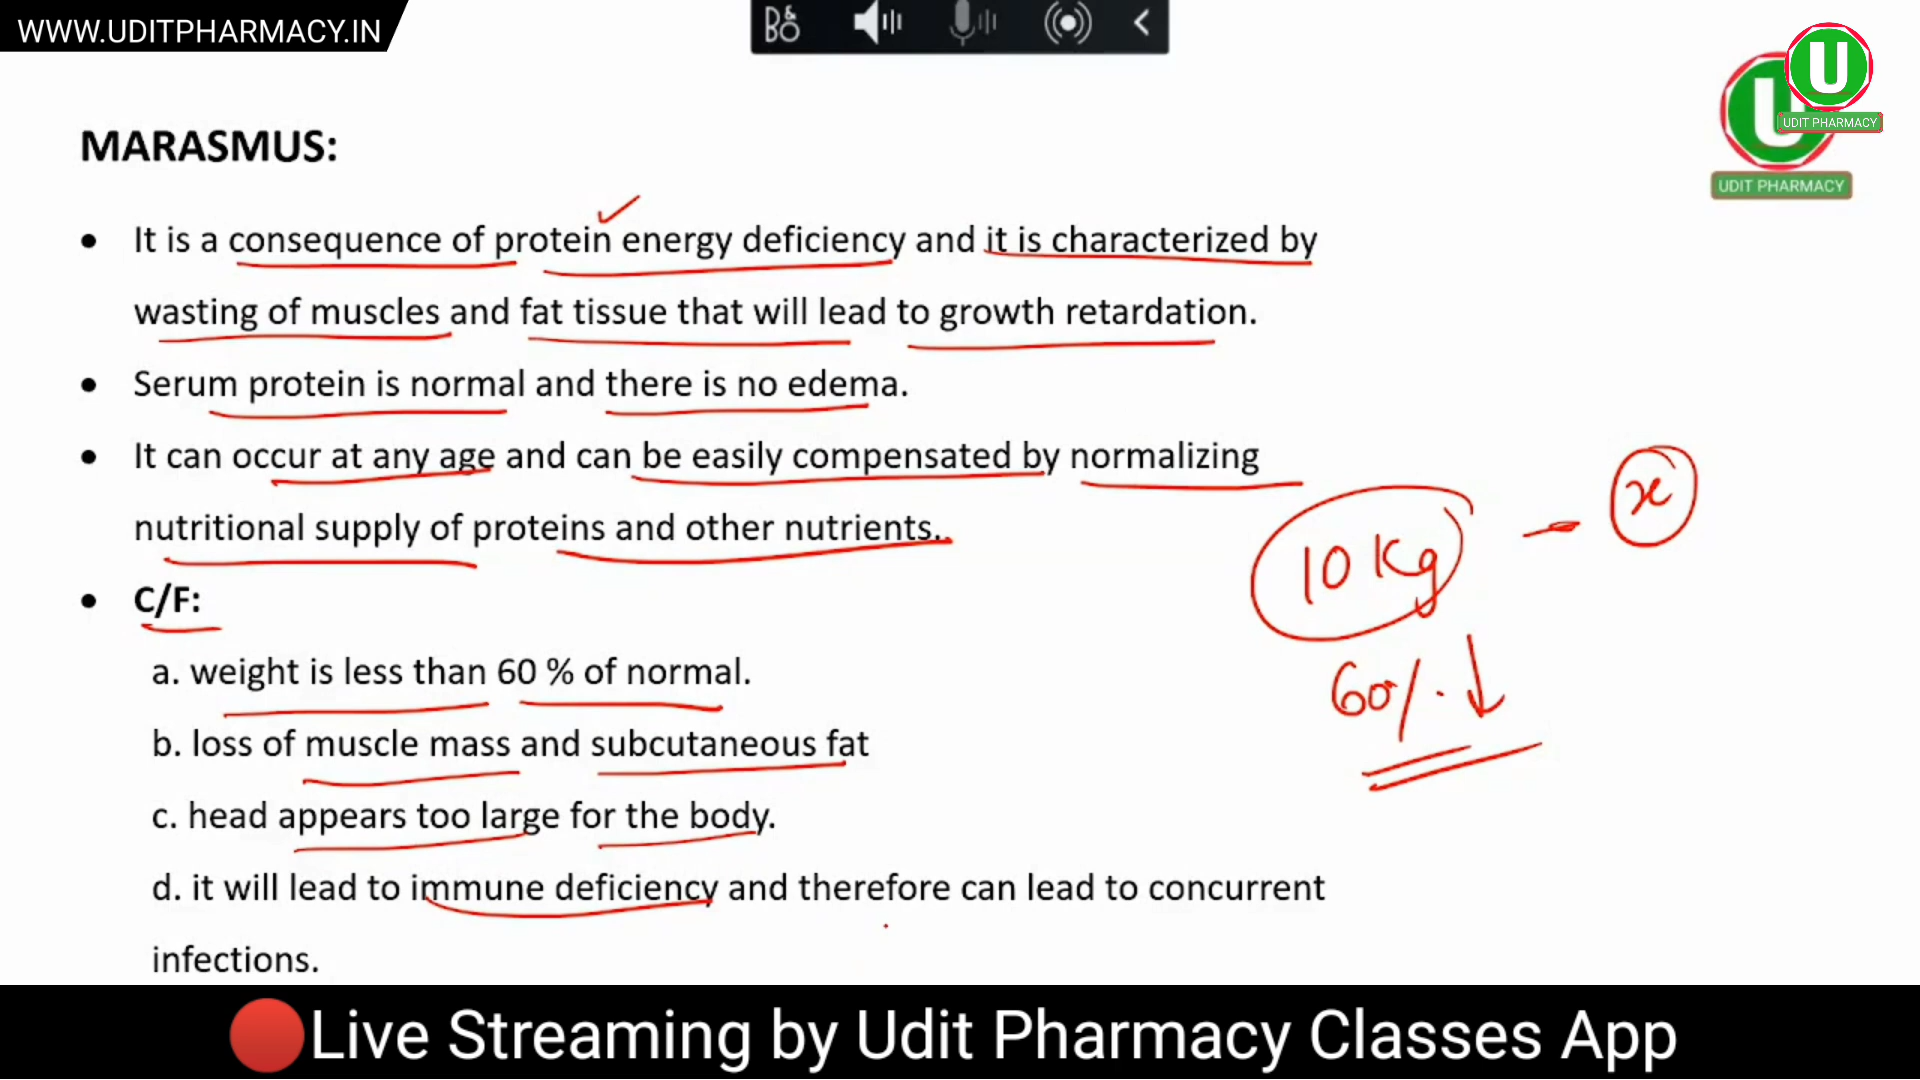 WWW.UDITPHARMACY.IN
B&O
U
U
UDIT PHARMACY
UDIT PHARMACY
MARASMUS:
• It is a consequence of protein energy deficiency and it is characterized by
wasting of muscles and fat tissue that will lead to growth retardation.
• Serum protein is normal and there is no edema.
• It can occur at any age and can be easily compensated by normalizing
nutritional supply of proteins and other nutrients.
x
10 Kg
• C/F:
a. weight is less than 60 % of normal.
60%
b. loss of muscle mass and subcutaneous fat
c. head appears too large for the body.
d. it will lead to immune deficiency and therefore can lead to concurrent
infections.
Live Streaming by Udit Pharmacy Classes App